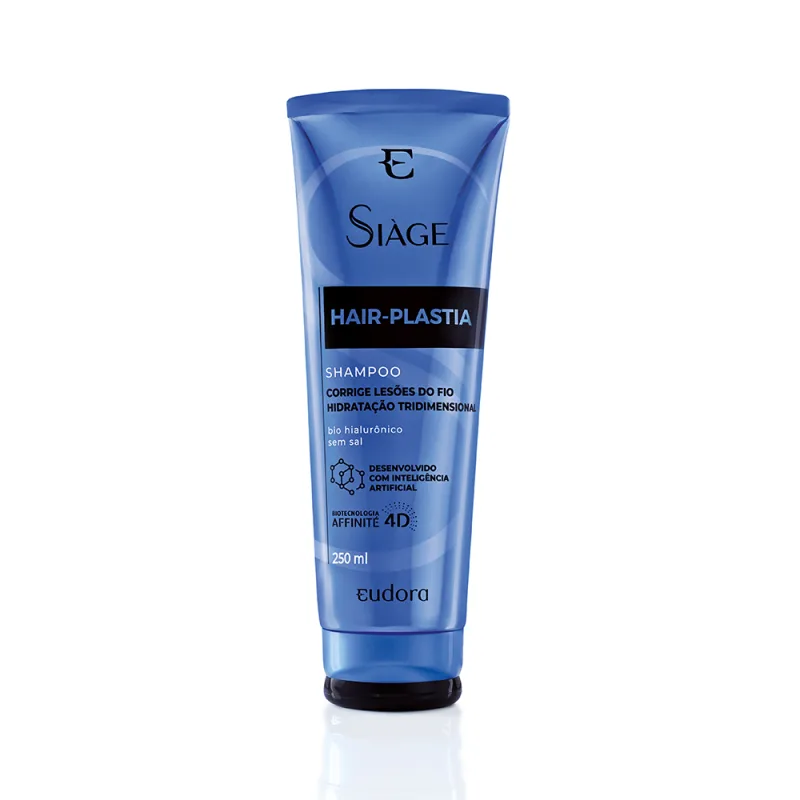 E
SIÀGE
HAIR-PLASTIA
SHAMPOO
CORRIGE LESÕES DO FIO
HIDRATAÇÃO TRIDIMENSIONAL
bio hialurônico
sem sal
DESENVOLVIDO
COM INTELIGÊNCIA
ARTIFICIAL
BIOTECNOLOGIA
AFFINITÉ 4D
250 ml
eudora